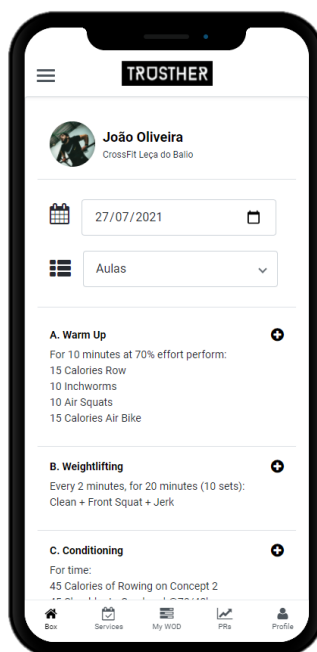 TRUSTHER
João Oliveira
CrossFit Leça do Balio
27/07/2021
Aulas
A. Warm Up
For 10 minutes at 70% effort perform:
15 Calories Row
10 Inchworms
10 Air Squats
15 Calories Air Bike
B. Weightlifting
Every 2 minutes, for 20 minutes (10 sets):
Clean + Front Squat + Jerk
C. Conditioning
For time:
45 Calories of Rowing on Concept 2
Box
Services
My WOD
PRs
Profile